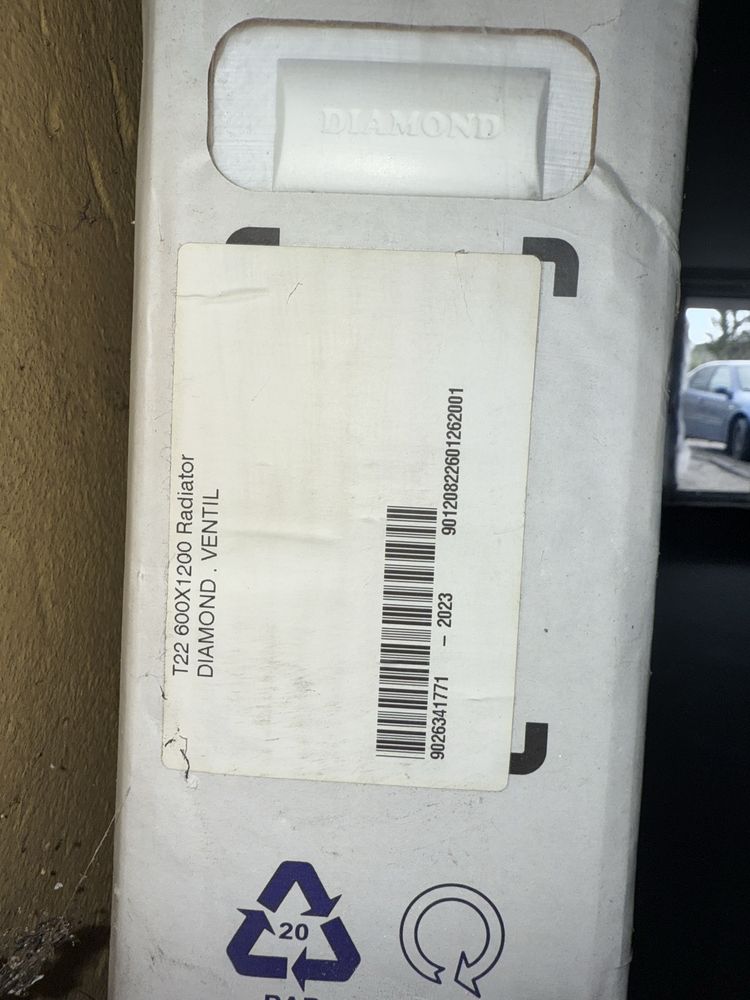 DIAMOND
T22 600X1200 Radiator
DIAMOND . VENTIL
9026341771 – 2023 90120822601262001
20